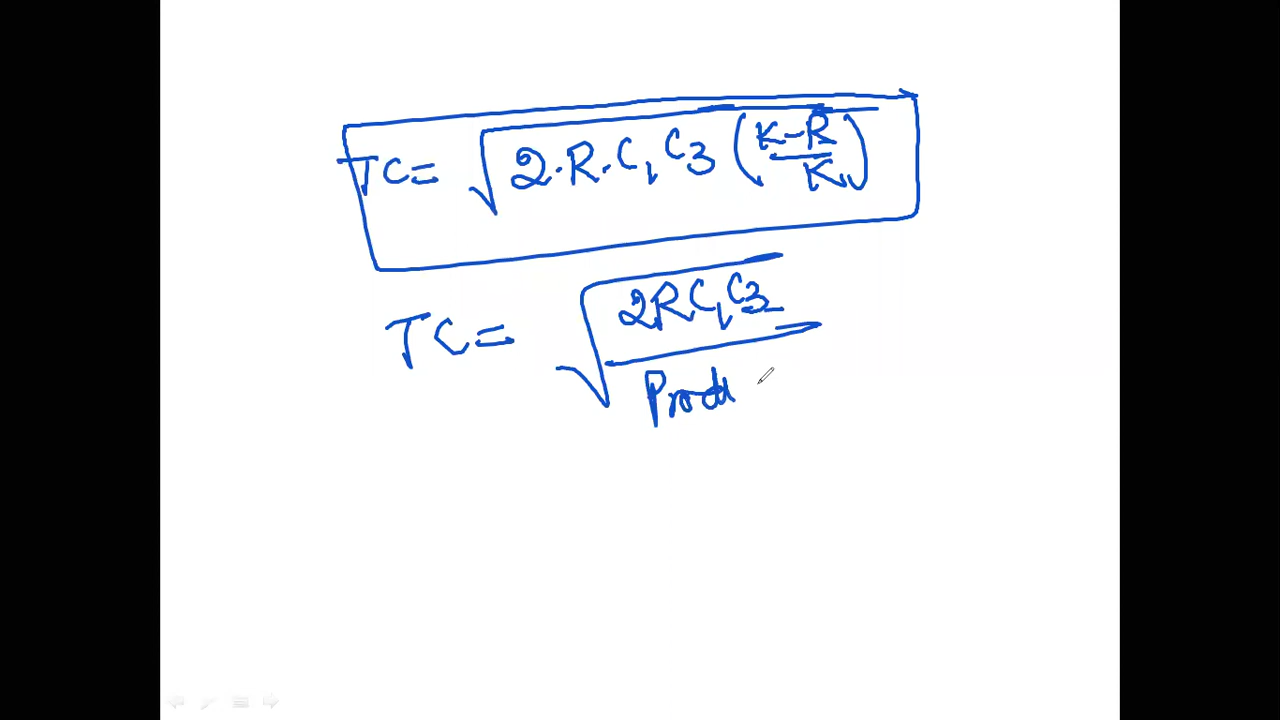 TC = √2·R·C₁C₃(K-R/K)
TC = √2RC₁C₃/Prod